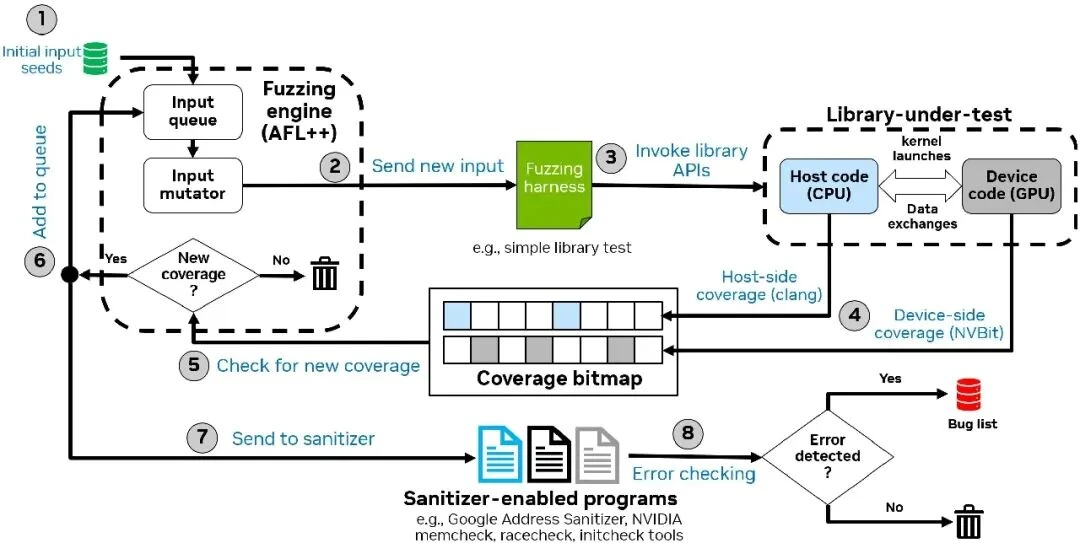 1
Initial input
seeds
Input
queue
Fuzzing
engine
(AFL++)
Input
mutator
2
Send new input
Fuzzing
harness
e.g., simple library test
3
Invoke library
APIs
Library-under-test
kernel
launches
Host code
(CPU)
Device
code (GPU)
Data
exchanges
Add to queue
6
Yes
New
coverage
?
No
Host-side
coverage (clang)
4
Device-side
coverage (NVBit)
Coverage bitmap
5
Check for new coverage
7
Send to sanitizer
Sanitizer-enabled programs
e.g., Google Address Sanitizer, NVIDIA
memcheck, racecheck, initcheck tools
8
Error checking
Error
detected
?
Yes
Bug list
No